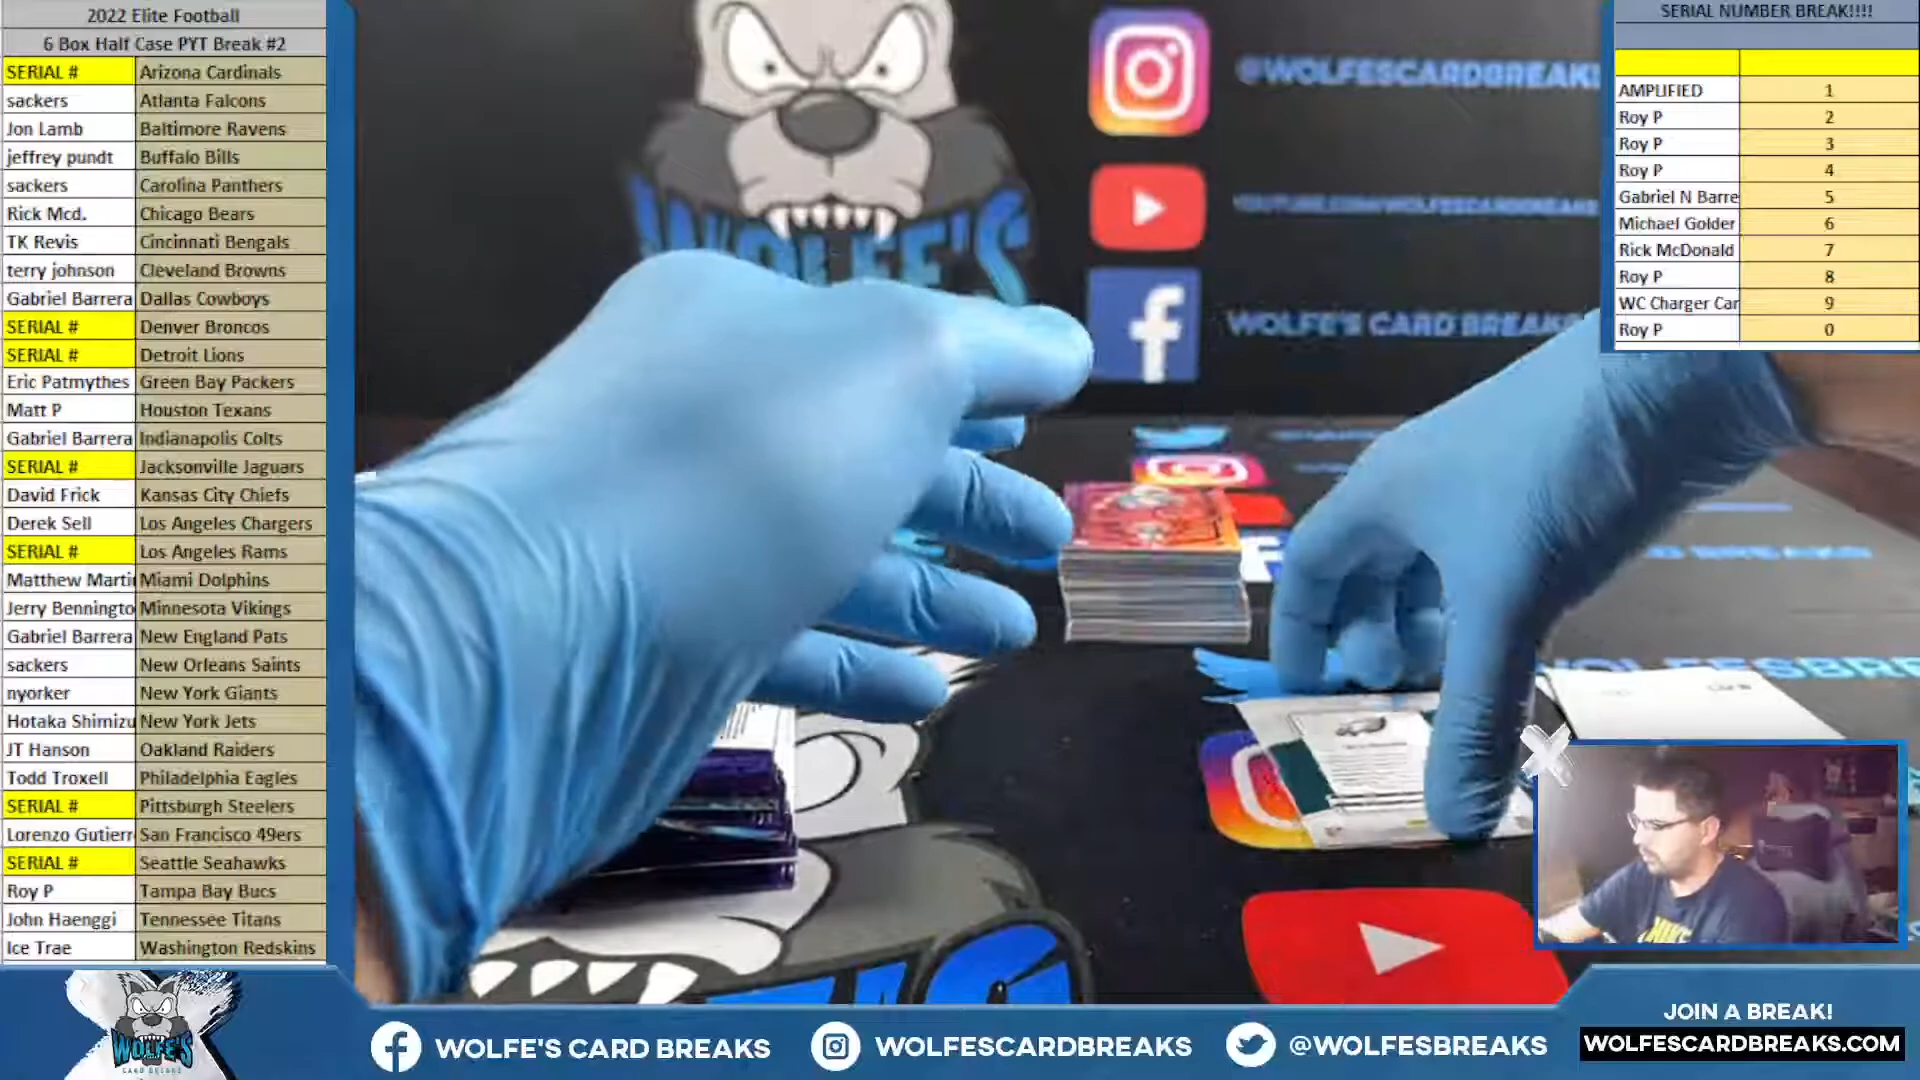 2022 Elite Football
6 Box Half Case PYT Break #2
SERIAL # Arizona Cardinals
sackers Atlanta Falcons
Jon Lamb Baltimore Ravens
jeffrey pundt Buffalo Bills
sackers Carolina Panthers
Rick Mcd. Chicago Bears
TK Revis Cincinnati Bengals
terry johnson Cleveland Browns
Gabriel Barrera Dallas Cowboys
SERIAL # Denver Broncos
SERIAL # Detroit Lions
Eric Patmythes Green Bay Packers
Matt P Houston Texans
Gabriel Barrera Indianapolis Colts
SERIAL # Jacksonville Jaguars
David Frick Kansas City Chiefs
Derek Sell Los Angeles Chargers
SERIAL # Los Angeles Rams
Matthew Marti Miami Dolphins
Jerry Benningto Minnesota Vikings
Gabriel Barrera New England Pats
sackers New Orleans Saints
nyorker New York Giants
Hotaka Shimizu New York Jets
JT Hanson Oakland Raiders
Todd Troxell Philadelphia Eagles
SERIAL # Pittsburgh Steelers
Lorenzo Gutierr San Francisco 49ers
SERIAL # Seattle Seahawks
Roy P Tampa Bay Bucs
John Haenggi Tennessee Titans
Ice Trae Washington Redskins
SERIAL NUMBER BREAK!!!!
AMPLIFIED 1
Roy P 2
Roy P 3
Roy P 4
Gabriel N Barre 5
Michael Golder 6
Rick McDonald 7
Roy P 8
WC Charger Car 9
Roy P 0
@WOLFESCARDBREAKS
YOUTUBE.COM/WOLFESCARDBREAKS
WOLFE'S CARD BREAKS
WOLFE'S
WOLFE'S
CARD BREAKS
WOLFE'S CARD BREAKS
WOLFESCARDBREAKS
@WOLFESBREAKS
JOIN A BREAK!
WOLFESCARDBREAKS.COM